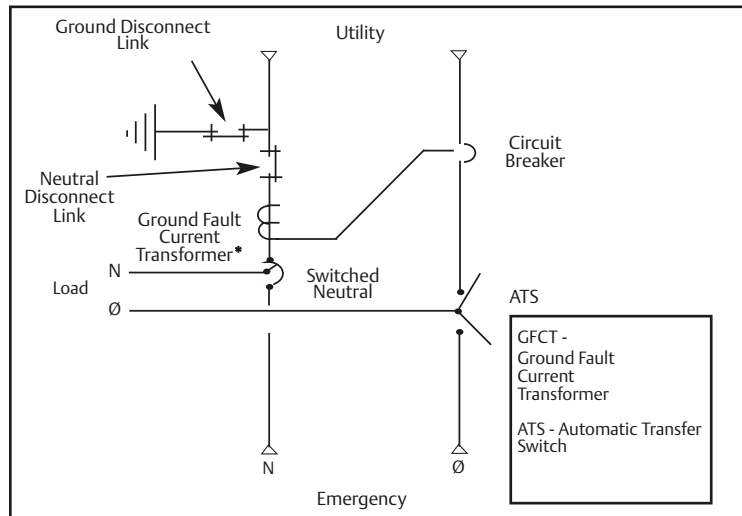 Ground Disconnect
Link
Utility
Circuit
Breaker
Neutral
Disconnect
Link
Ground Fault
Current
Transformer*
N
Load
Switched
Neutral
Ø
ATS
GFCT -
Ground Fault
Current
Transformer
ATS - Automatic Transfer
Switch
N
Ø
Emergency